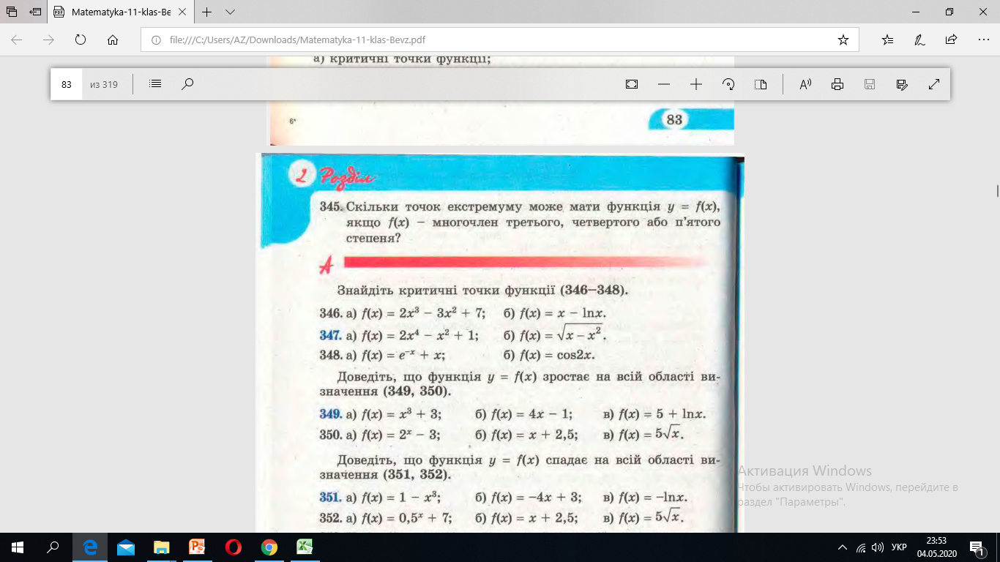 Matematyka-11-klas-Be
file:///C:/Users/AZ/Downloads/Matematyka-11-klas-Bevz.pdf
а) критичні точки функції;
83 из 319
6*
83
2 Розділ
345. Скільки точок екстремуму може мати функція y = f(x),
якщо f(x) – многочлен третього, четвертого або п'ятого
степеня?
А
Знайдіть критичні точки функції (346–348).
346. а) f(x) = 2x³ − 3x² + 7; б) f(x) = x − lnx.
347. а) f(x) = 2x⁴ − x² + 1; б) f(x) = √(x − x²).
348. а) f(x) = e⁻ˣ + x; б) f(x) = cos2x.
Доведіть, що функція y = f(x) зростає на всій області ви-
значення (349, 350).
349. а) f(x) = x³ + 3; б) f(x) = 4x − 1; в) f(x) = 5 + lnx.
350. а) f(x) = 2ˣ − 3; б) f(x) = x + 2,5; в) f(x) = 5√x.
Доведіть, що функція y = f(x) спадає на всій області ви-
значення (351, 352).
351. а) f(x) = 1 − x³; б) f(x) = −4x + 3; в) f(x) = −lnx.
352. а) f(x) = 0,5ˣ + 7; б) f(x) = x + 2,5; в) f(x) = 5√x.
Активация Windows
Чтобы активировать Windows, перейдите в
раздел "Параметры".
УКР
23:53
04.05.2020
1